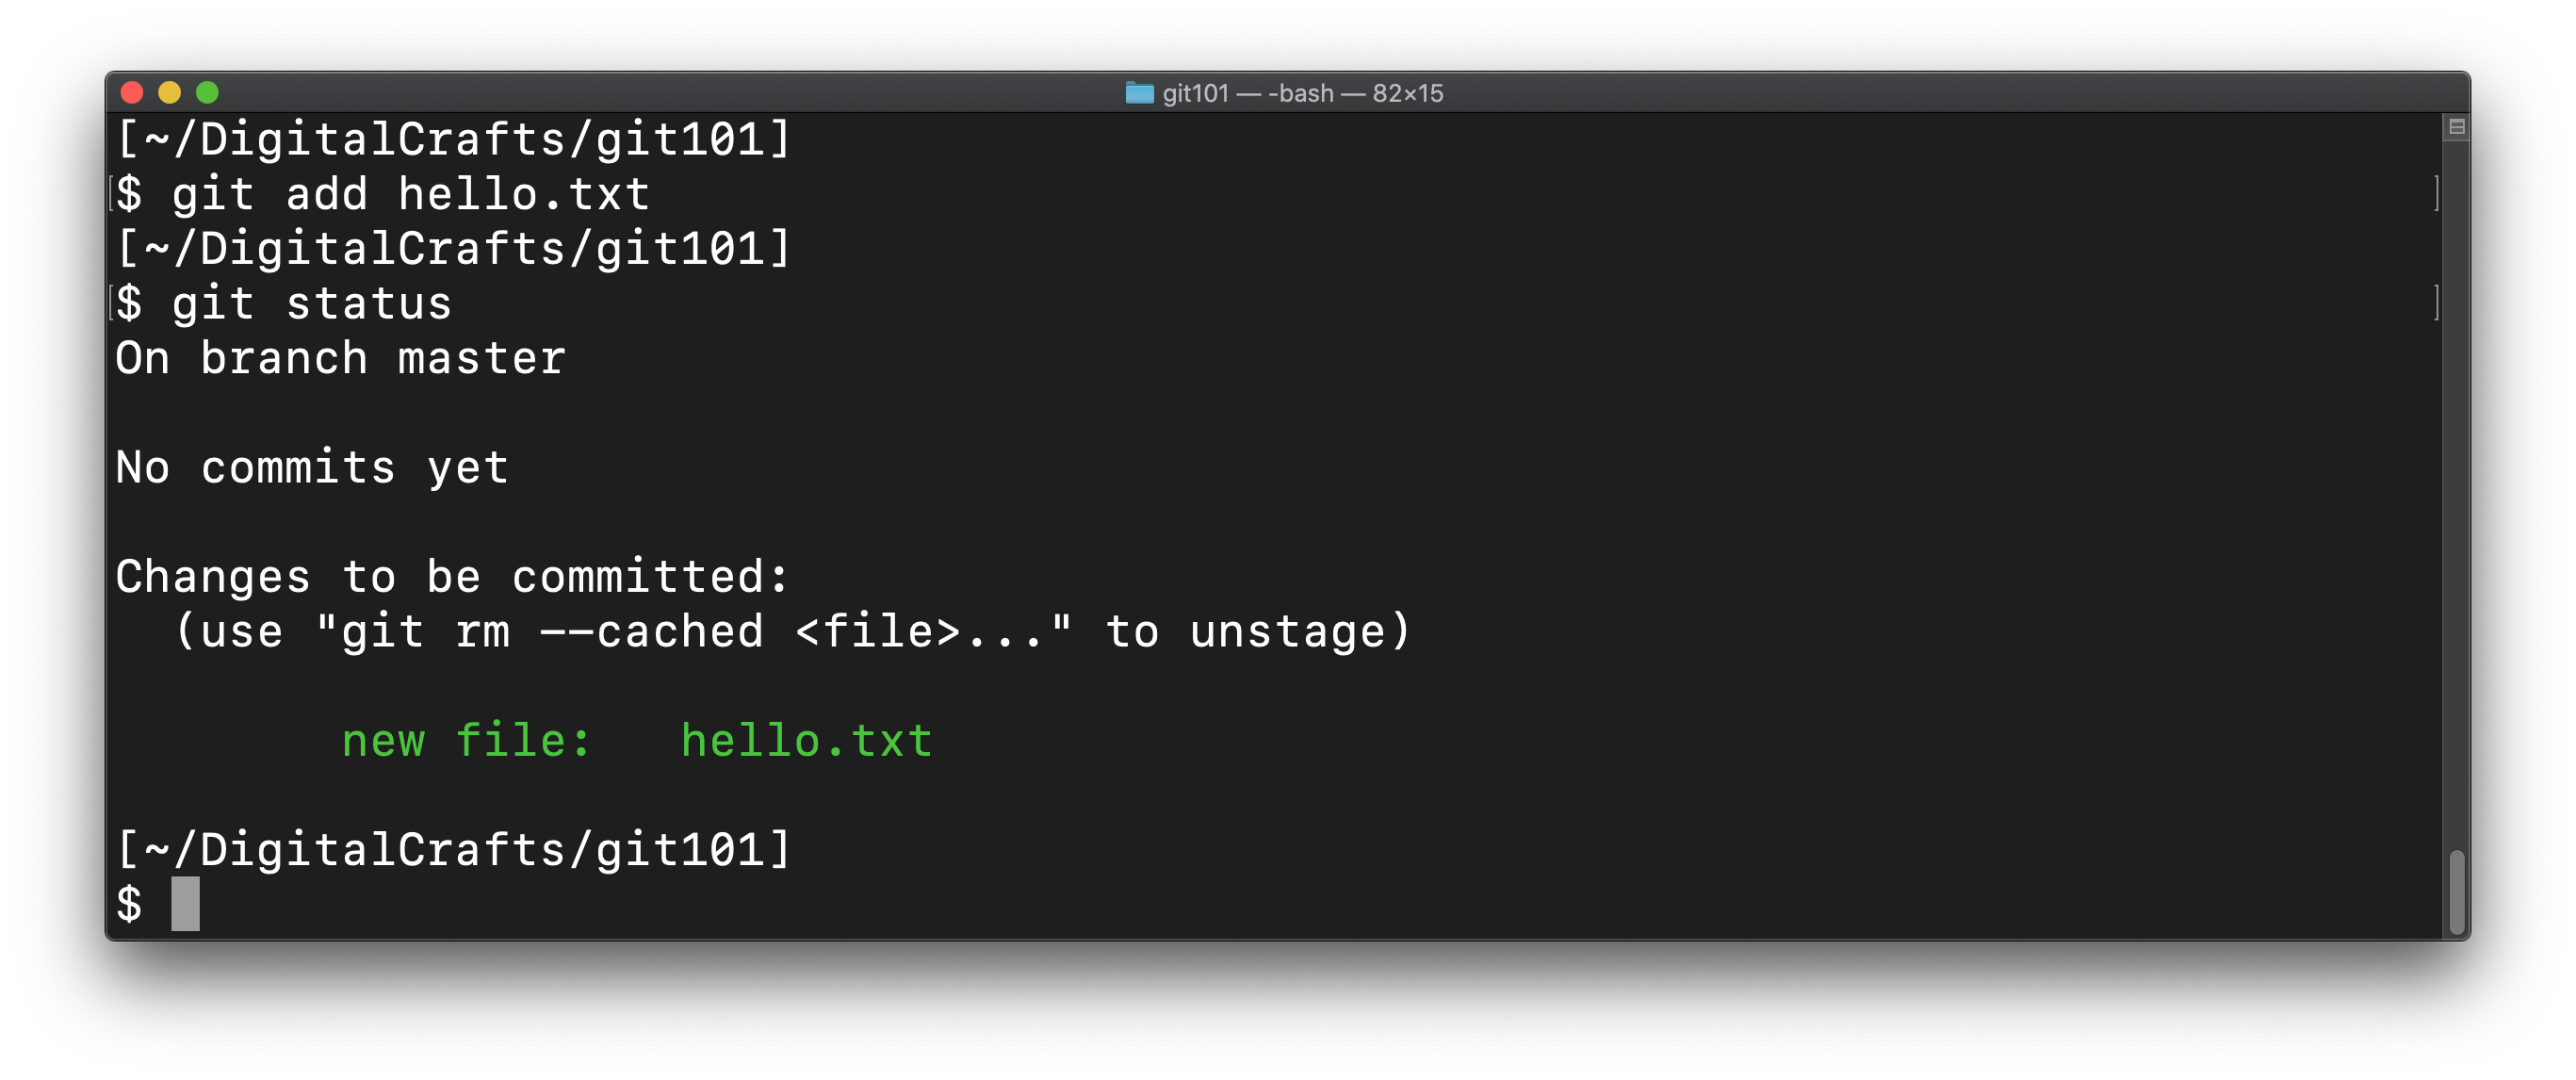 git101 — -bash — 82×15
[~/DigitalCrafts/git101]
[$ git add hello.txt ]
[~/DigitalCrafts/git101]
[$ git status ]
On branch master
No commits yet
Changes to be committed:
  (use "git rm --cached <file>..." to unstage)
        new file:   hello.txt
[~/DigitalCrafts/git101]
$